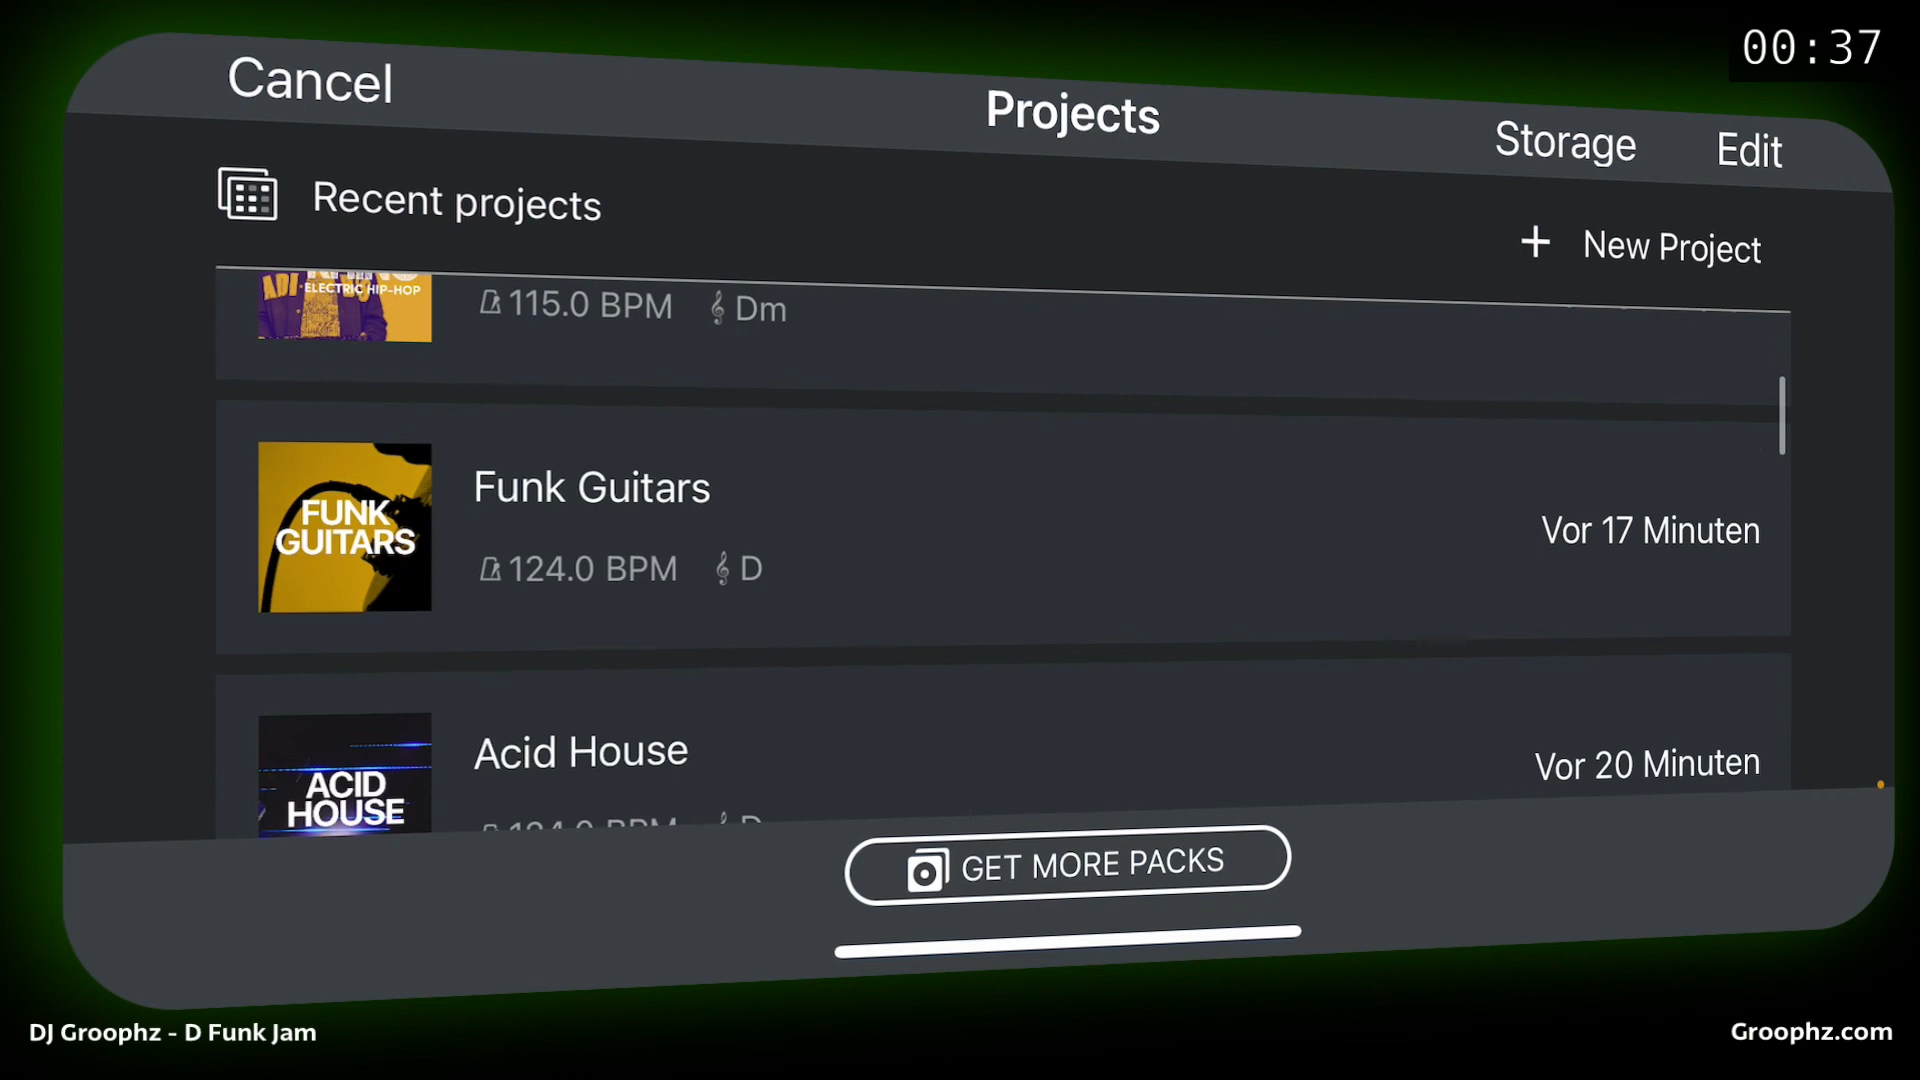 00:37
Cancel
Projects
Storage
Edit
Recent projects
+ New Project
ELECTRIC HIP-HOP
115.0 BPM
Dm
FUNK
GUITARS
Funk Guitars
124.0 BPM
D
Vor 17 Minuten
ACID
HOUSE
Acid House
Vor 20 Minuten
GET MORE PACKS
DJ Groophz - D Funk Jam
Groophz.com